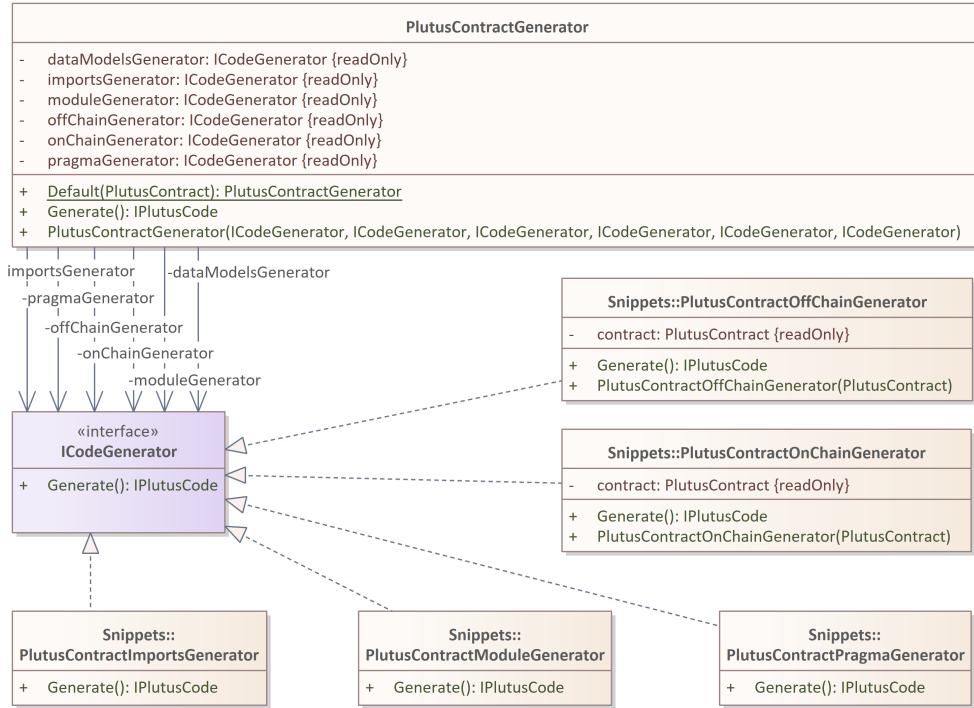 PlutusContractGenerator
- dataModelsGenerator: ICodeGenerator {readOnly}
- importsGenerator: ICodeGenerator {readOnly}
- moduleGenerator: ICodeGenerator {readOnly}
- offChainGenerator: ICodeGenerator {readOnly}
- onChainGenerator: ICodeGenerator {readOnly}
- pragmaGenerator: ICodeGenerator {readOnly}
+ Default(PlutusContract): PlutusContractGenerator
+ Generate(): IPlutusCode
+ PlutusContractGenerator(ICodeGenerator, ICodeGenerator, ICodeGenerator, ICodeGenerator, ICodeGenerator, ICodeGenerator)
importsGenerator
-dataModelsGenerator
-pragmaGenerator
-offChainGenerator
-onChainGenerator
-moduleGenerator
Snippets::PlutusContractOffChainGenerator
- contract: PlutusContract {readOnly}
+ Generate(): IPlutusCode
+ PlutusContractOffChainGenerator(PlutusContract)
«interface»
ICodeGenerator
+ Generate(): IPlutusCode
Snippets::PlutusContractOnChainGenerator
- contract: PlutusContract {readOnly}
+ Generate(): IPlutusCode
+ PlutusContractOnChainGenerator(PlutusContract)
Snippets::
PlutusContractImportsGenerator
+ Generate(): IPlutusCode
Snippets::
PlutusContractModuleGenerator
+ Generate(): IPlutusCode
Snippets::
PlutusContractPragmaGenerator
+ Generate(): IPlutusCode